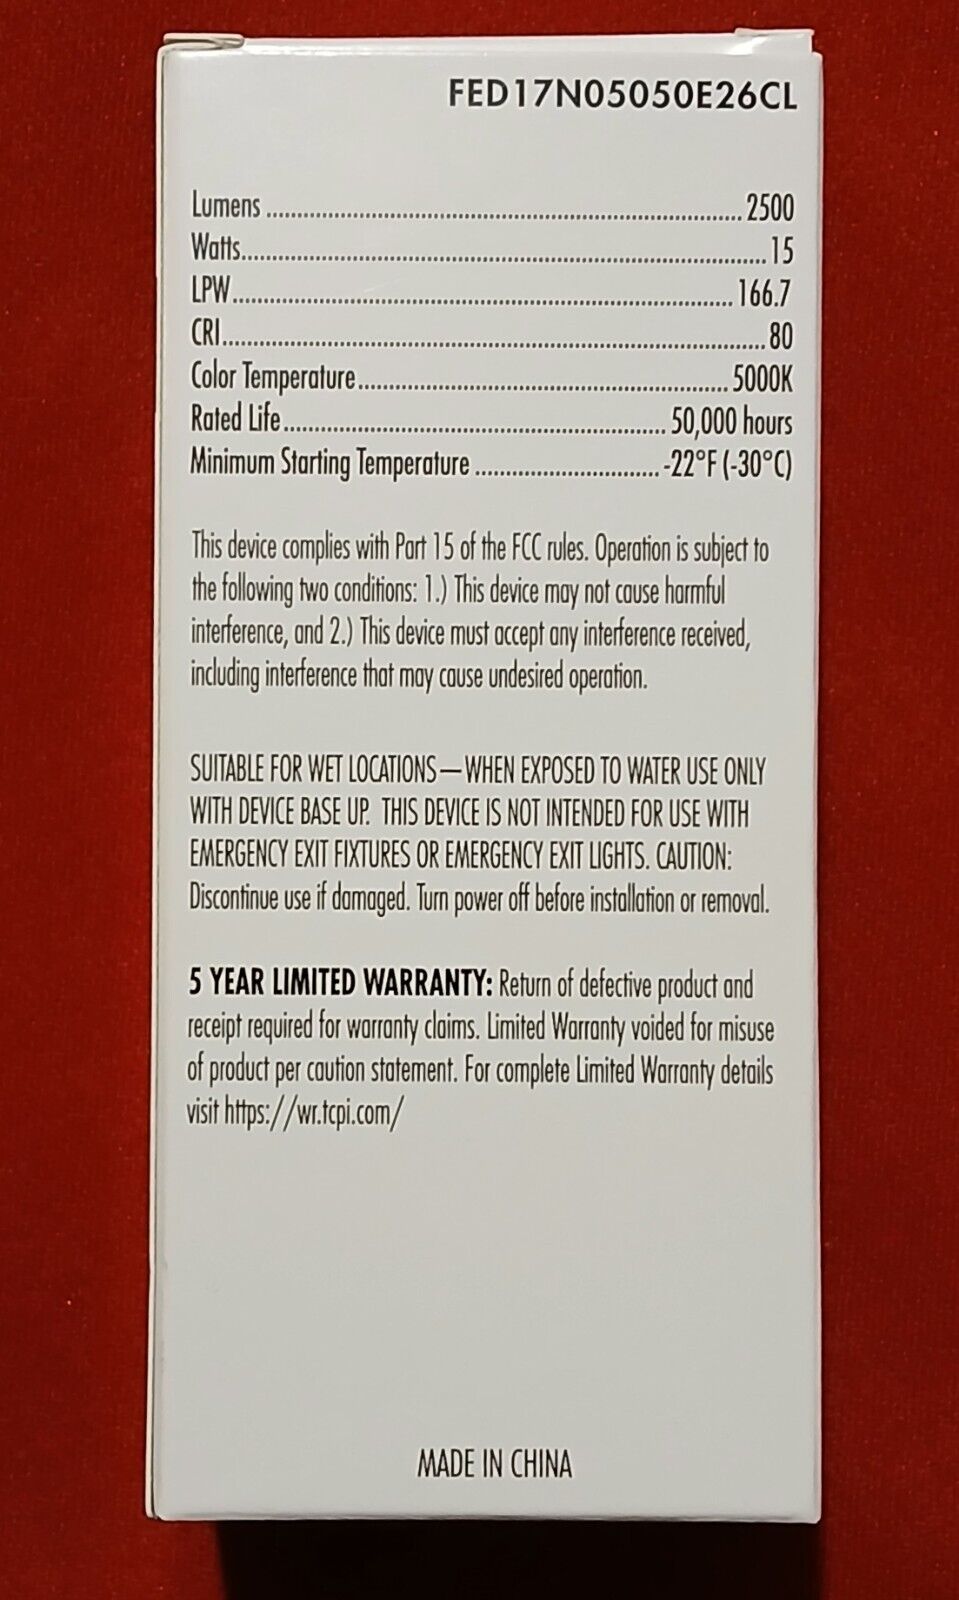 FED17N05050E26CL
Lumens ........................................................................ 2500
Watts............................................................................... 15
LPW............................................................................ 166.7
CRI.................................................................................. 80
Color Temperature........................................................ 5000K
Rated Life.......................................................... 50,000 hours
Minimum Starting Temperature ............................ -22°F (-30°C)
This device complies with Part 15 of the FCC rules. Operation is subject to
the following two conditions: 1.) This device may not cause harmful
interference, and 2.) This device must accept any interference received,
including interference that may cause undesired operation.
SUITABLE FOR WET LOCATIONS—WHEN EXPOSED TO WATER USE ONLY
WITH DEVICE BASE UP. THIS DEVICE IS NOT INTENDED FOR USE WITH
EMERGENCY EXIT FIXTURES OR EMERGENCY EXIT LIGHTS. CAUTION:
Discontinue use if damaged. Turn power off before installation or removal.
5 YEAR LIMITED WARRANTY: Return of defective product and
receipt required for warranty claims. Limited Warranty voided for misuse
of product per caution statement. For complete Limited Warranty details
visit https://wr.tcpi.com/
MADE IN CHINA